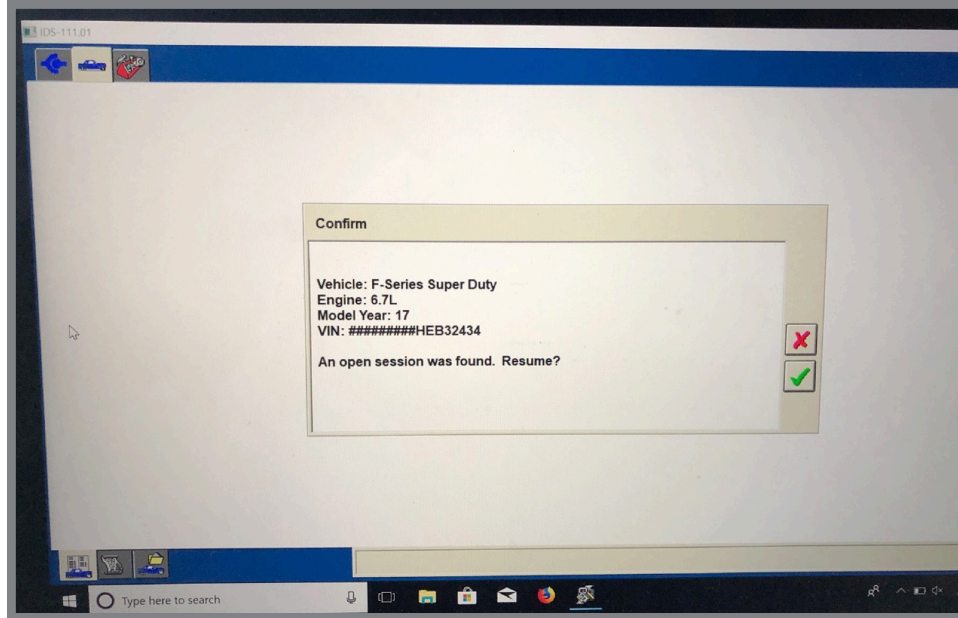 IDS-111.01
Confirm
Vehicle: F-Series Super Duty
Engine: 6.7L
Model Year: 17
VIN: #########HEB32434
An open session was found. Resume?
Type here to search